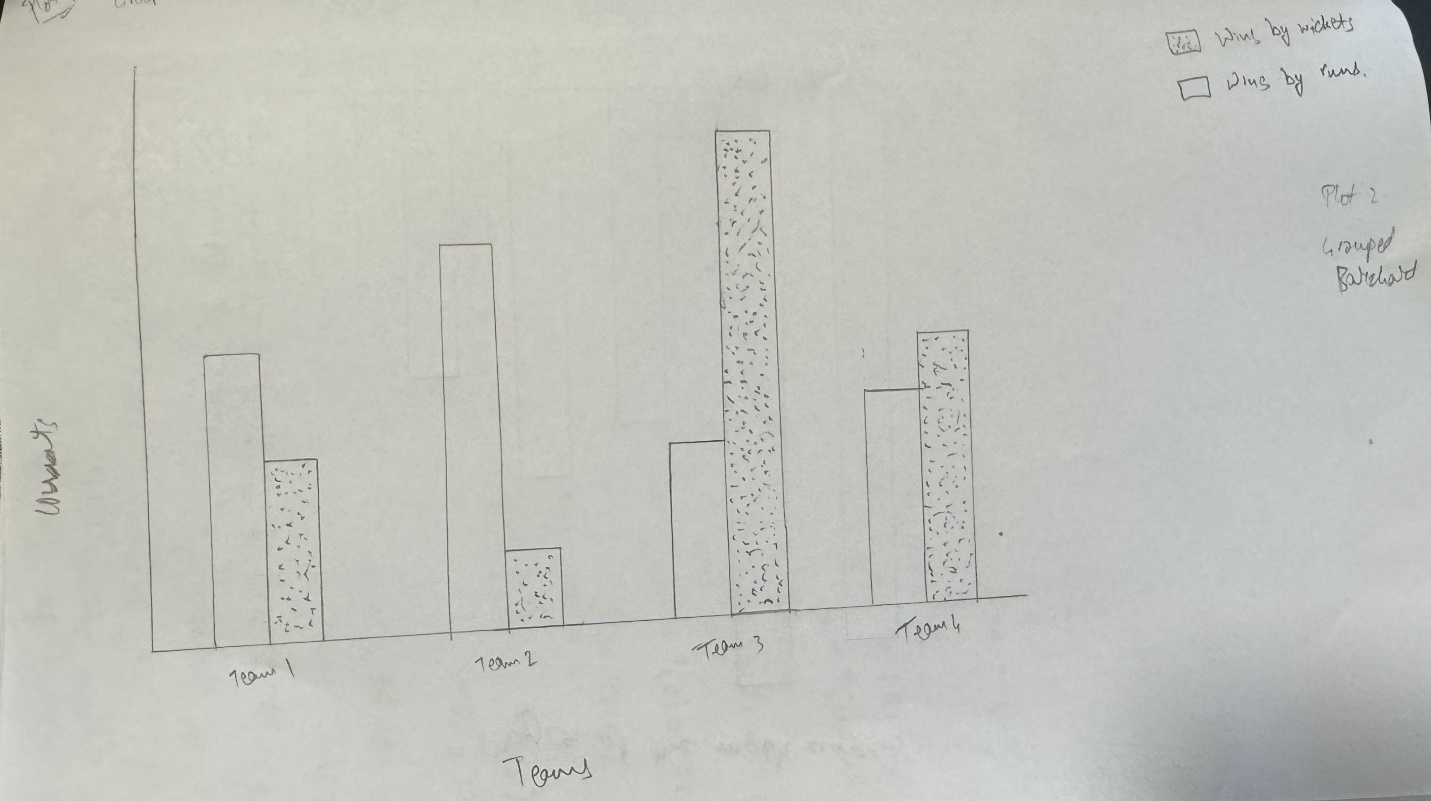 Plot
Wins by wickets
Wins by runs.
Plot 2
Grouped
Barchart
Team 1
Team 2
Team 3
Team 4
Teams